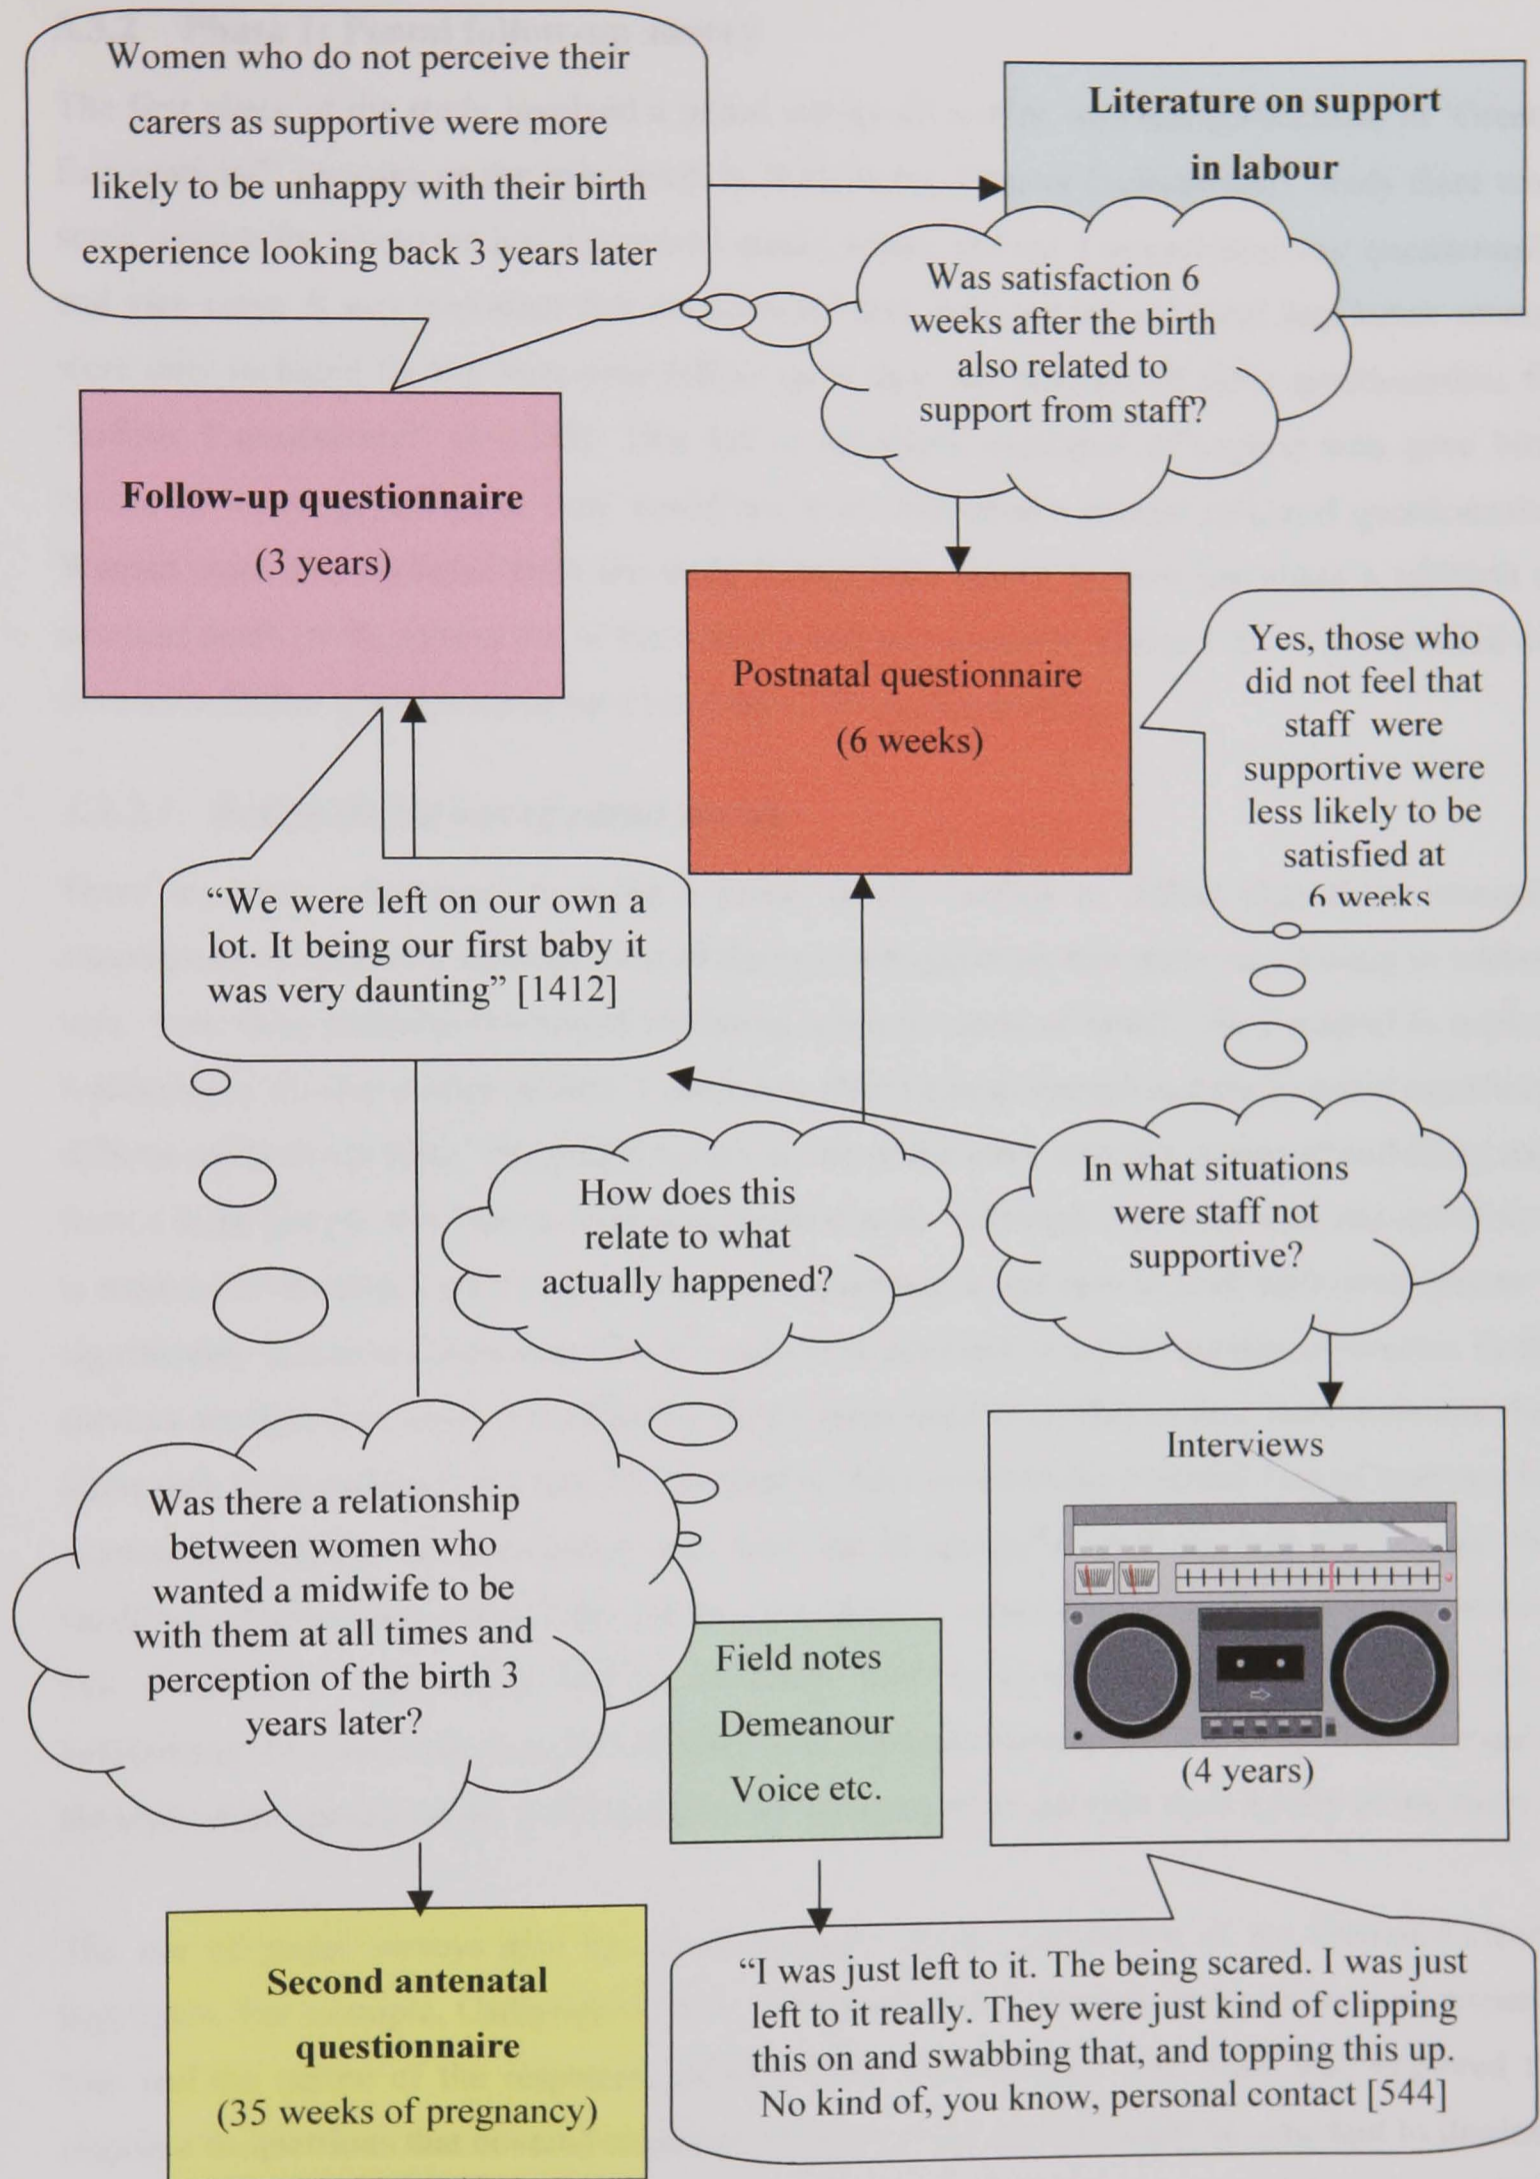 Women who do not perceive their
carers as supportive were more
likely to be unhappy with their birth
experience looking back 3 years later
Literature on support
in labour
Was satisfaction 6
weeks after the birth
also related to
support from staff?
Follow-up questionnaire
(3 years)
Postnatal questionnaire
(6 weeks)
Yes, those who
did not feel that
staff were
supportive were
less likely to be
satisfied at
6 weeks
“We were left on our own a
lot. It being our first baby it
was very daunting” [1412]
How does this
relate to what
actually happened?
In what situations
were staff not
supportive?
Was there a relationship
between women who
wanted a midwife to be
with them at all times and
perception of the birth 3
years later?
Interviews
(4 years)
Field notes
Demeanour
Voice etc.
Second antenatal
questionnaire
(35 weeks of pregnancy)
“I was just left to it. The being scared. I was just
left to it really. They were just kind of clipping
this on and swabbing that, and topping this up.
No kind of, you know, personal contact [544]